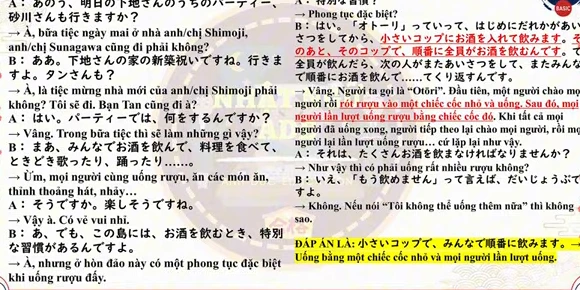 A：あのう、明日の下地さんのうちのパーティー、
砂川さんも行きますか？
→ À, bữa tiệc ngày mai ở nhà anh/chị Shimoji,
anh/chị Sunagawa cũng đi phải không?
B：ああ。下地さんの家の新築祝いですね。行きま
すよ。タンさんも？
→ À, là tiệc mừng nhà mới của anh/chị Shimoji phải
không? Tôi sẽ đi. Bạn Tan cũng đi à?
A：はい。パーティーでは、何をするんですか？
→ Vâng. Trong bữa tiệc thì sẽ làm những gì vậy?
B：まあ、みんなでお酒を飲んで、料理を食べて、
ときどき歌ったり、踊ったり……。
→ Ừm, mọi người cùng uống rượu, ăn các món ăn,
thỉnh thoảng hát, nhảy…
A：そうですか。楽しそうですね。
→ Vậy à. Có vẻ vui nhỉ.
B：あ、でも、この島には、お酒を飲むとき、特別
な習慣があるんですよ。
→ À, nhưng ở hòn đảo này có một phong tục đặc biệt
khi uống rượu đấy.
A：特別な習慣？
→ Phong tục đặc biệt?
B：はい。「オトーリ」っていって、はじめにだれかがあい
さつをしてから、小さいコップにお酒を入れて飲みます。そ
のあと、そのコップで、順番に全員がお酒を飲むんです。
全員が飲んだら、次の人がまたあいさつをして、またみんな
で順番にお酒を飲んで……てくり返すんです。
→ Vâng. Người ta gọi là “Otōri”. Đầu tiên, một người chào mọi
người rồi rót rượu vào một chiếc cốc nhỏ và uống. Sau đó, mọi
người lần lượt uống rượu bằng chiếc cốc đó. Khi tất cả mọi
người đã uống xong, người tiếp theo lại chào mọi người, rồi mọi
người lại lần lượt uống rượu… cứ lặp lại như vậy.
A：それは、たくさんお酒を飲まなければなりませんか？
→ Như vậy thì có phải uống rất nhiều rượu không?
B：いえ、「もう飲めません」って言えば、だいじょうぶで
すよ。
→ Không. Nếu nói “Tôi không thể uống thêm nữa” thì không
sao.
ĐÁP ÁN LÀ: 小さいコップで、みんなで順番に飲みます。→
Uống bằng một chiếc cốc nhỏ và mọi người lần lượt uống.
BASIC